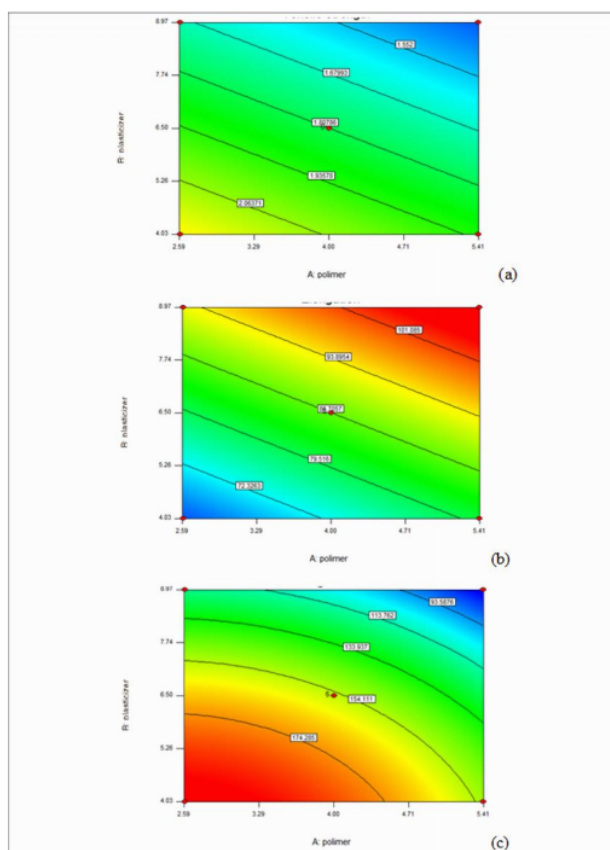 8.97
1.552
7.74
1.67993
B: plasticizer
6.50
1.93578
5.26
2.06371
4.03
2.59 3.29 4.00 4.71 5.41
A: polimer
(a)
Elongation
8.97
101.085
7.74
93.8954
B: plasticizer
6.50
5.26
79.516
72.3263
4.03
2.59 3.29 4.00 4.71 5.41
A: polimer
(b)
8.97
93.5876
113.762
7.74
133.937
B: plasticizer
6.50
154.111
5.26
174.285
4.03
2.59 3.29 4.00 4.71 5.41
A: polimer
(c)